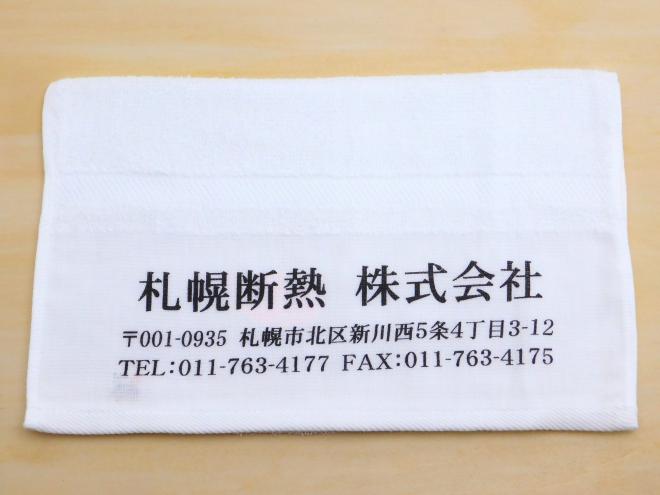 札幌断熱 株式会社
〒001-0935 札幌市北区新川西5条4丁目3-12
TEL:011-763-4177 FAX:011-763-4175